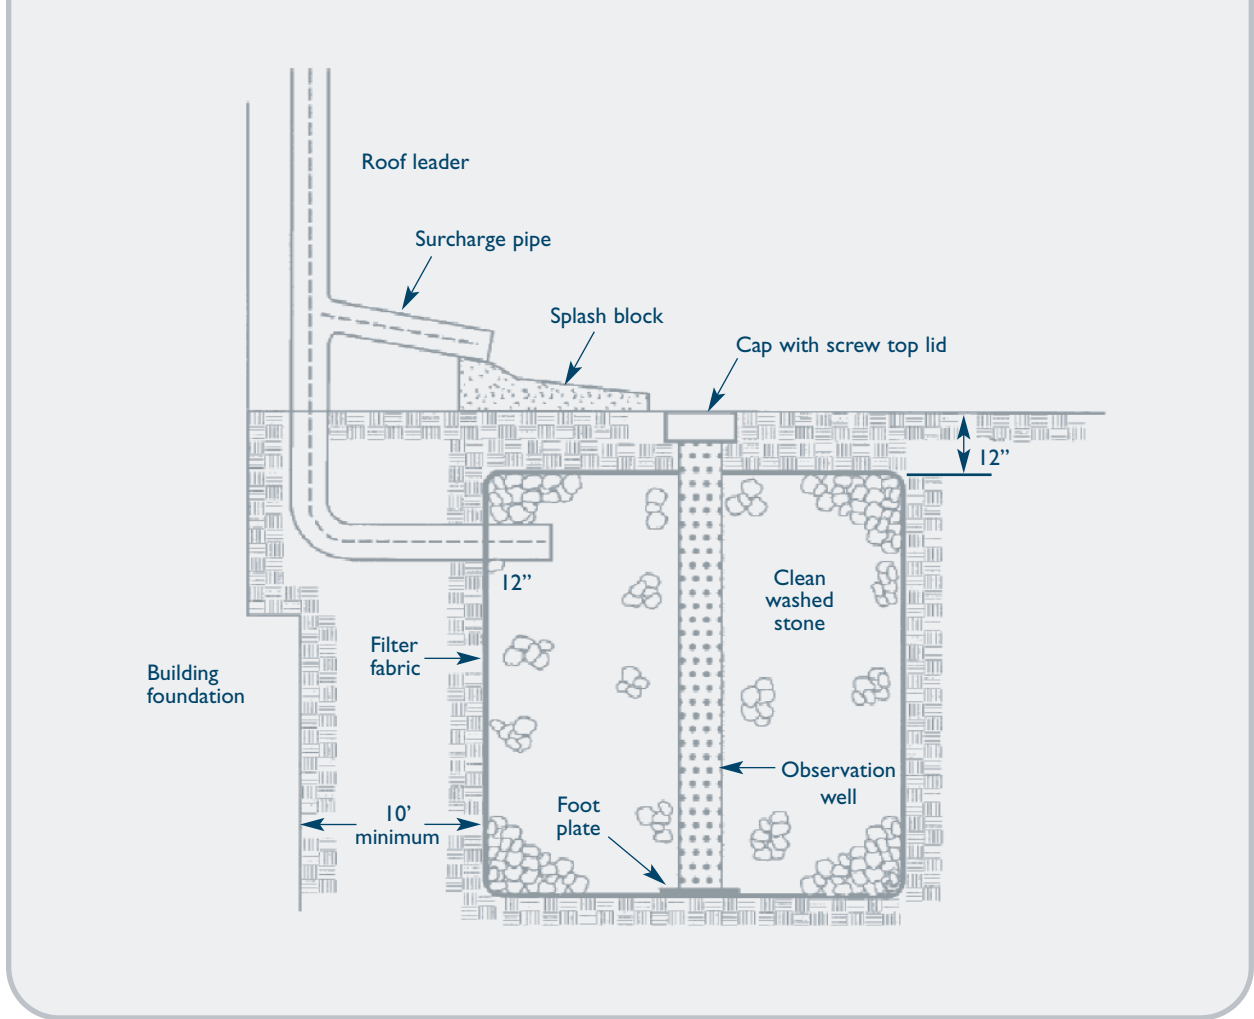 Roof leader
Surcharge pipe
Splash block
Cap with screw top lid
12”
12”
Clean
washed
stone
Filter
fabric
Building
foundation
Observation
well
10’
minimum
Foot
plate